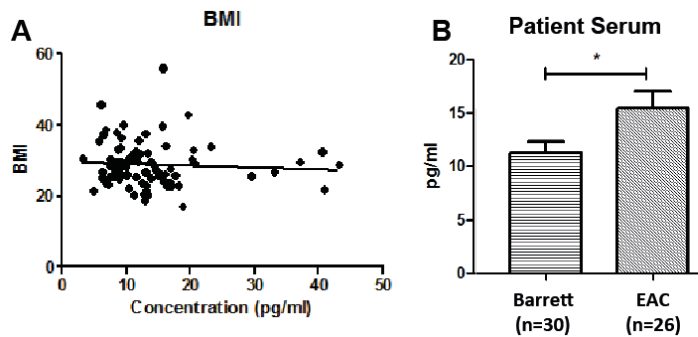 A
BMI
BMI
60
40
20
0
0 10 20 30 40 50
Concentration (pg/ml)
B
Patient Serum
*
pg/ml
20
15
10
5
0
Barrett EAC
(n=30) (n=26)